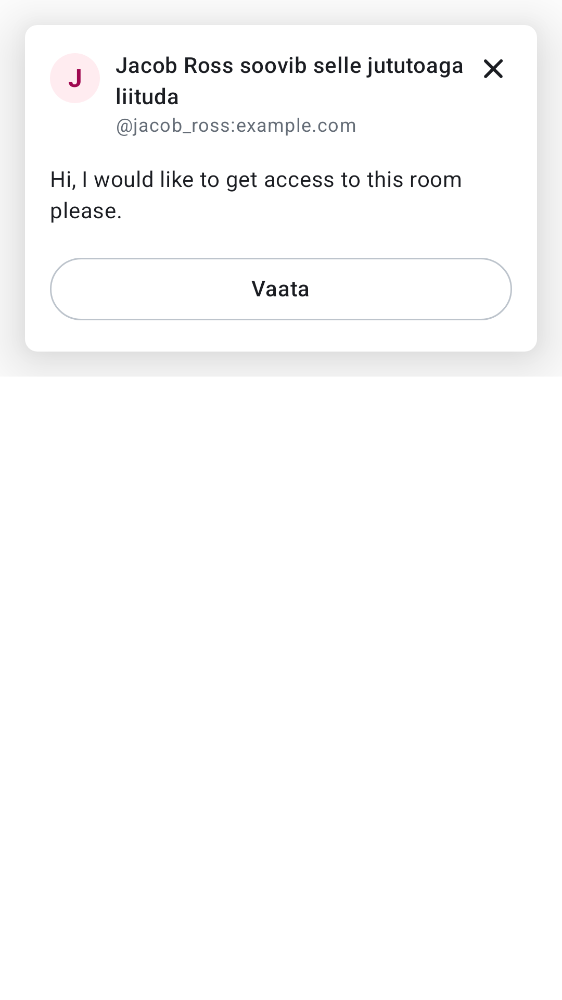 J
Jacob Ross soovib selle jututoaga
liituda
@jacob_ross:example.com
Hi, I would like to get access to this room
please.
Vaata